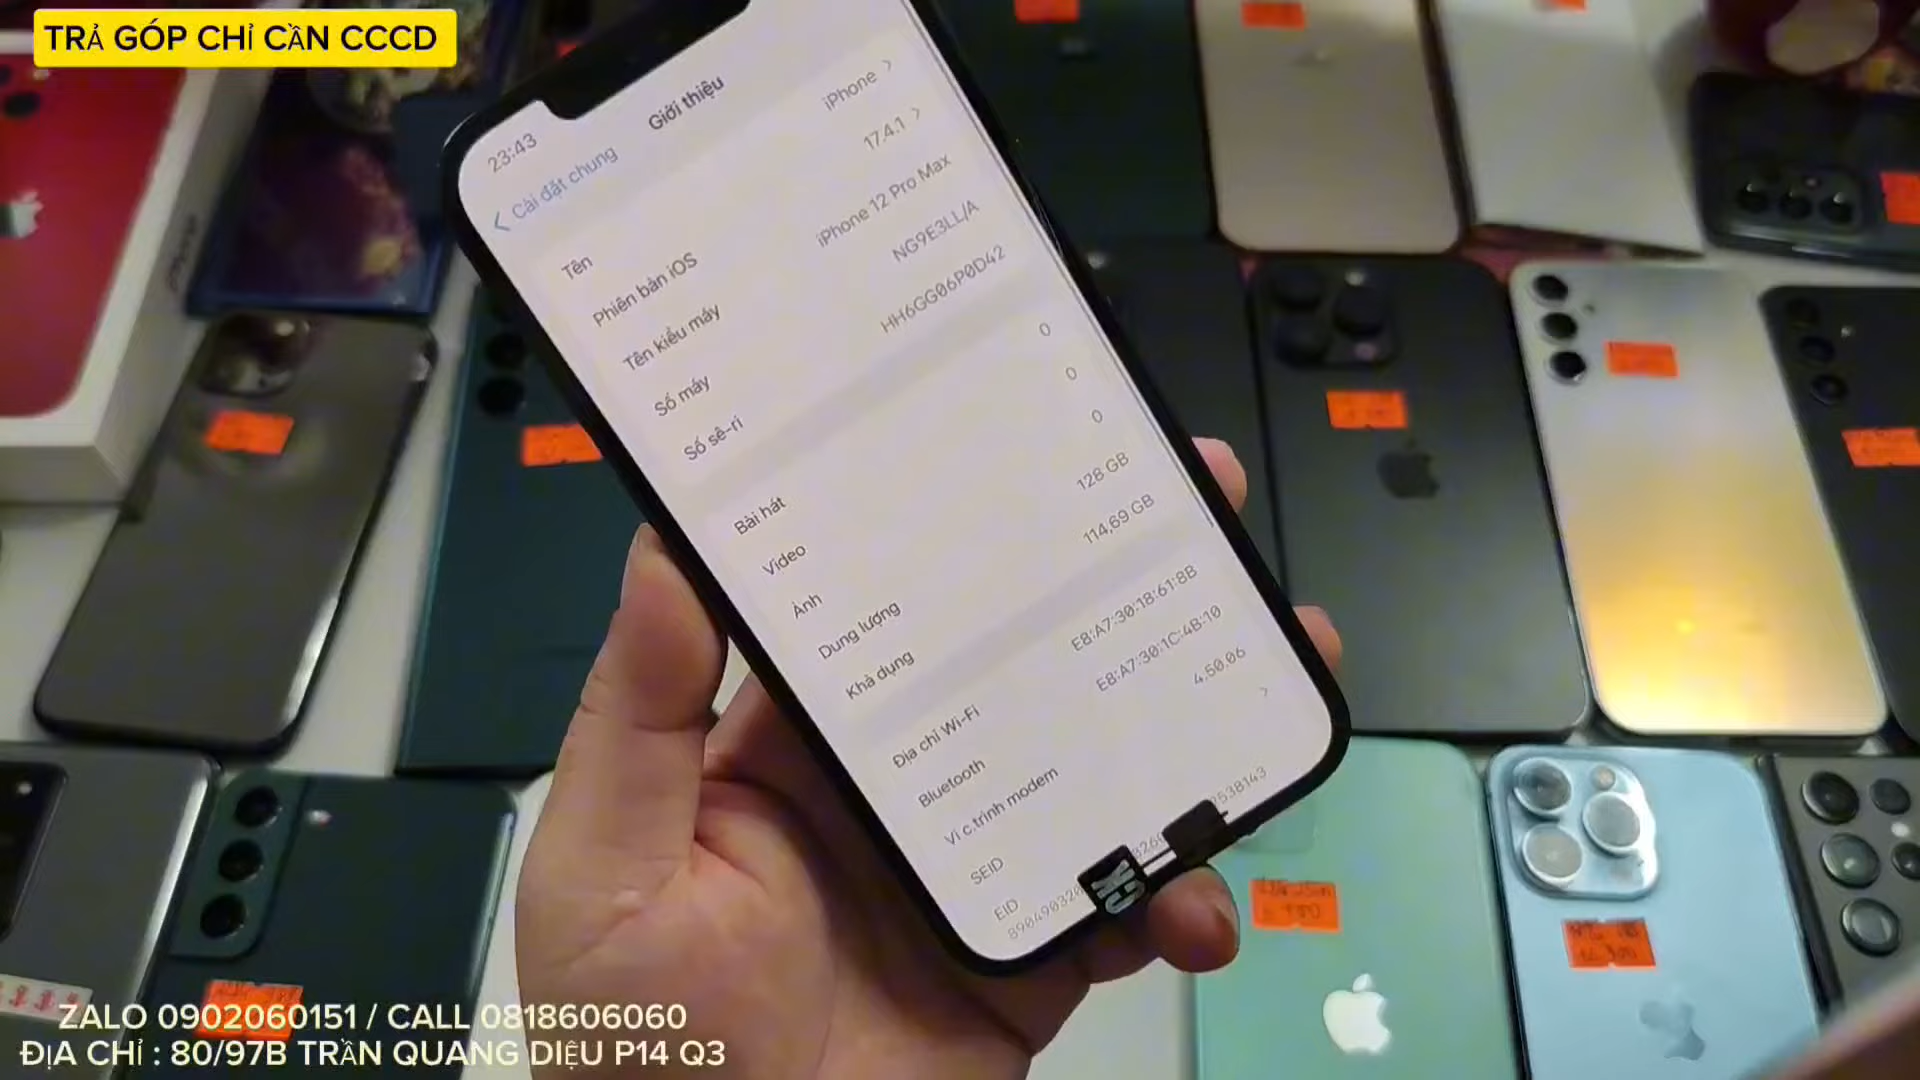 TRẢ GÓP CHỈ CẦN CCCD
23:43
Cài đặt chung
Giới thiệu
Tên iPhone
Phiên bản iOS 17.4.1
Tên kiểu máy iPhone 12 Pro Max
Số máy NG9E3LL/A
Số sê-ri HH6GG06P0D42
Bài hát 0
Video 0
Ảnh 0
Dung lượng 128 GB
Khả dụng 114,69 GB
Địa chỉ Wi-Fi E8:A7:30:18:61:8B
Bluetooth E8:A7:30:1C:4B:10
Vi c.trình modem 4.50.06
SEID
EID
ZALO 0902060151 / CALL 0818606060
ĐỊA CHỈ : 80/97B TRẦN QUANG DIỆU P14 Q3